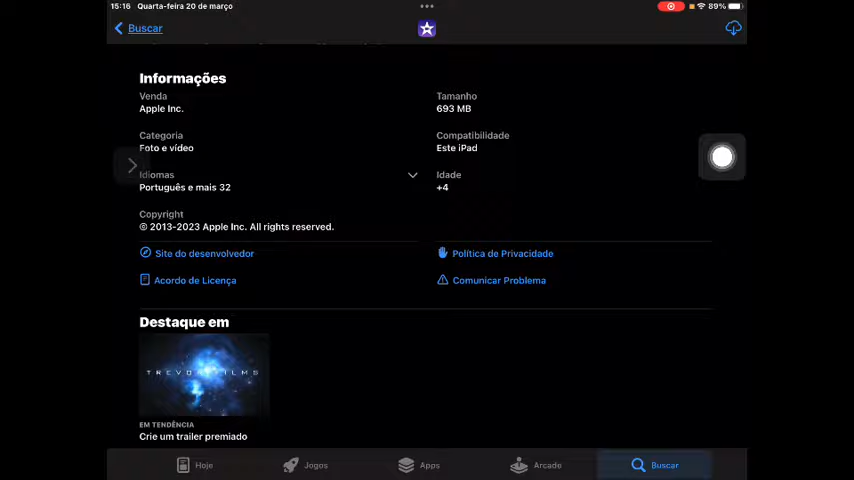 15:16 Quarta-feira 20 de março
89%
Buscar
Informações
Venda
Apple Inc.
Tamanho
693 MB
Categoria
Foto e vídeo
Compatibilidade
Este iPad
Idiomas
Português e mais 32
Idade
+4
Copyright
© 2013-2023 Apple Inc. All rights reserved.
Site do desenvolvedor
Política de Privacidade
Acordo de Licença
Comunicar Problema
Destaque em
EM TENDÊNCIA
Crie um trailer premiado
Hoje
Jogos
Apps
Arcade
Buscar